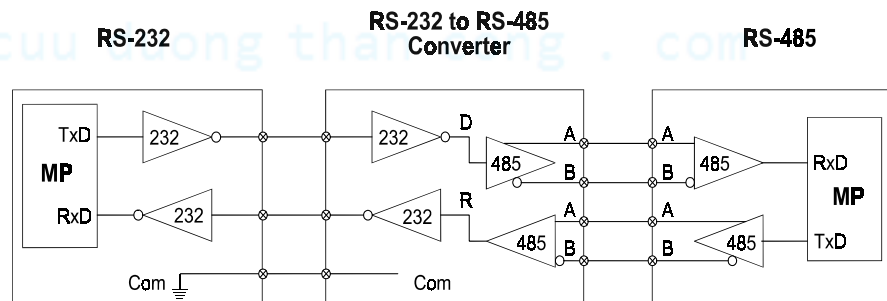 cuu duong than cong . com
RS-232
RS-232 to RS-485
Converter
RS-485
TxD
232
232
D
485
A
A
B
B
485
RxD
MP
MP
RxD
232
232
R
485
A
A
B
B
485
TxD
Com
Com